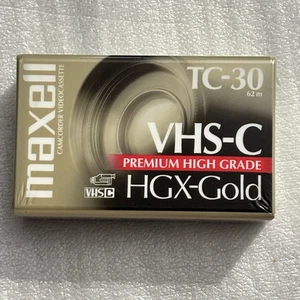 maxell
CAMCORDER VIDEOCASSETTE
TC-30
62 m
VHS-C
PREMIUM HIGH GRADE
HGX-Gold
VHS C